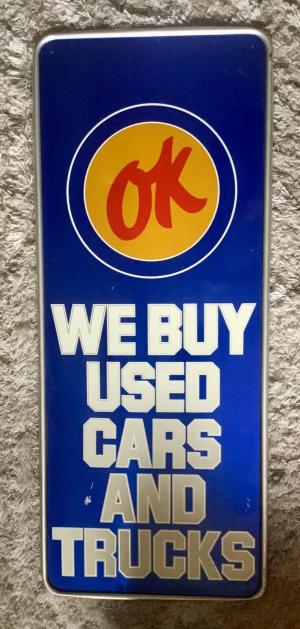 OK
WE BUY
USED
CARS
AND
TRUCKS